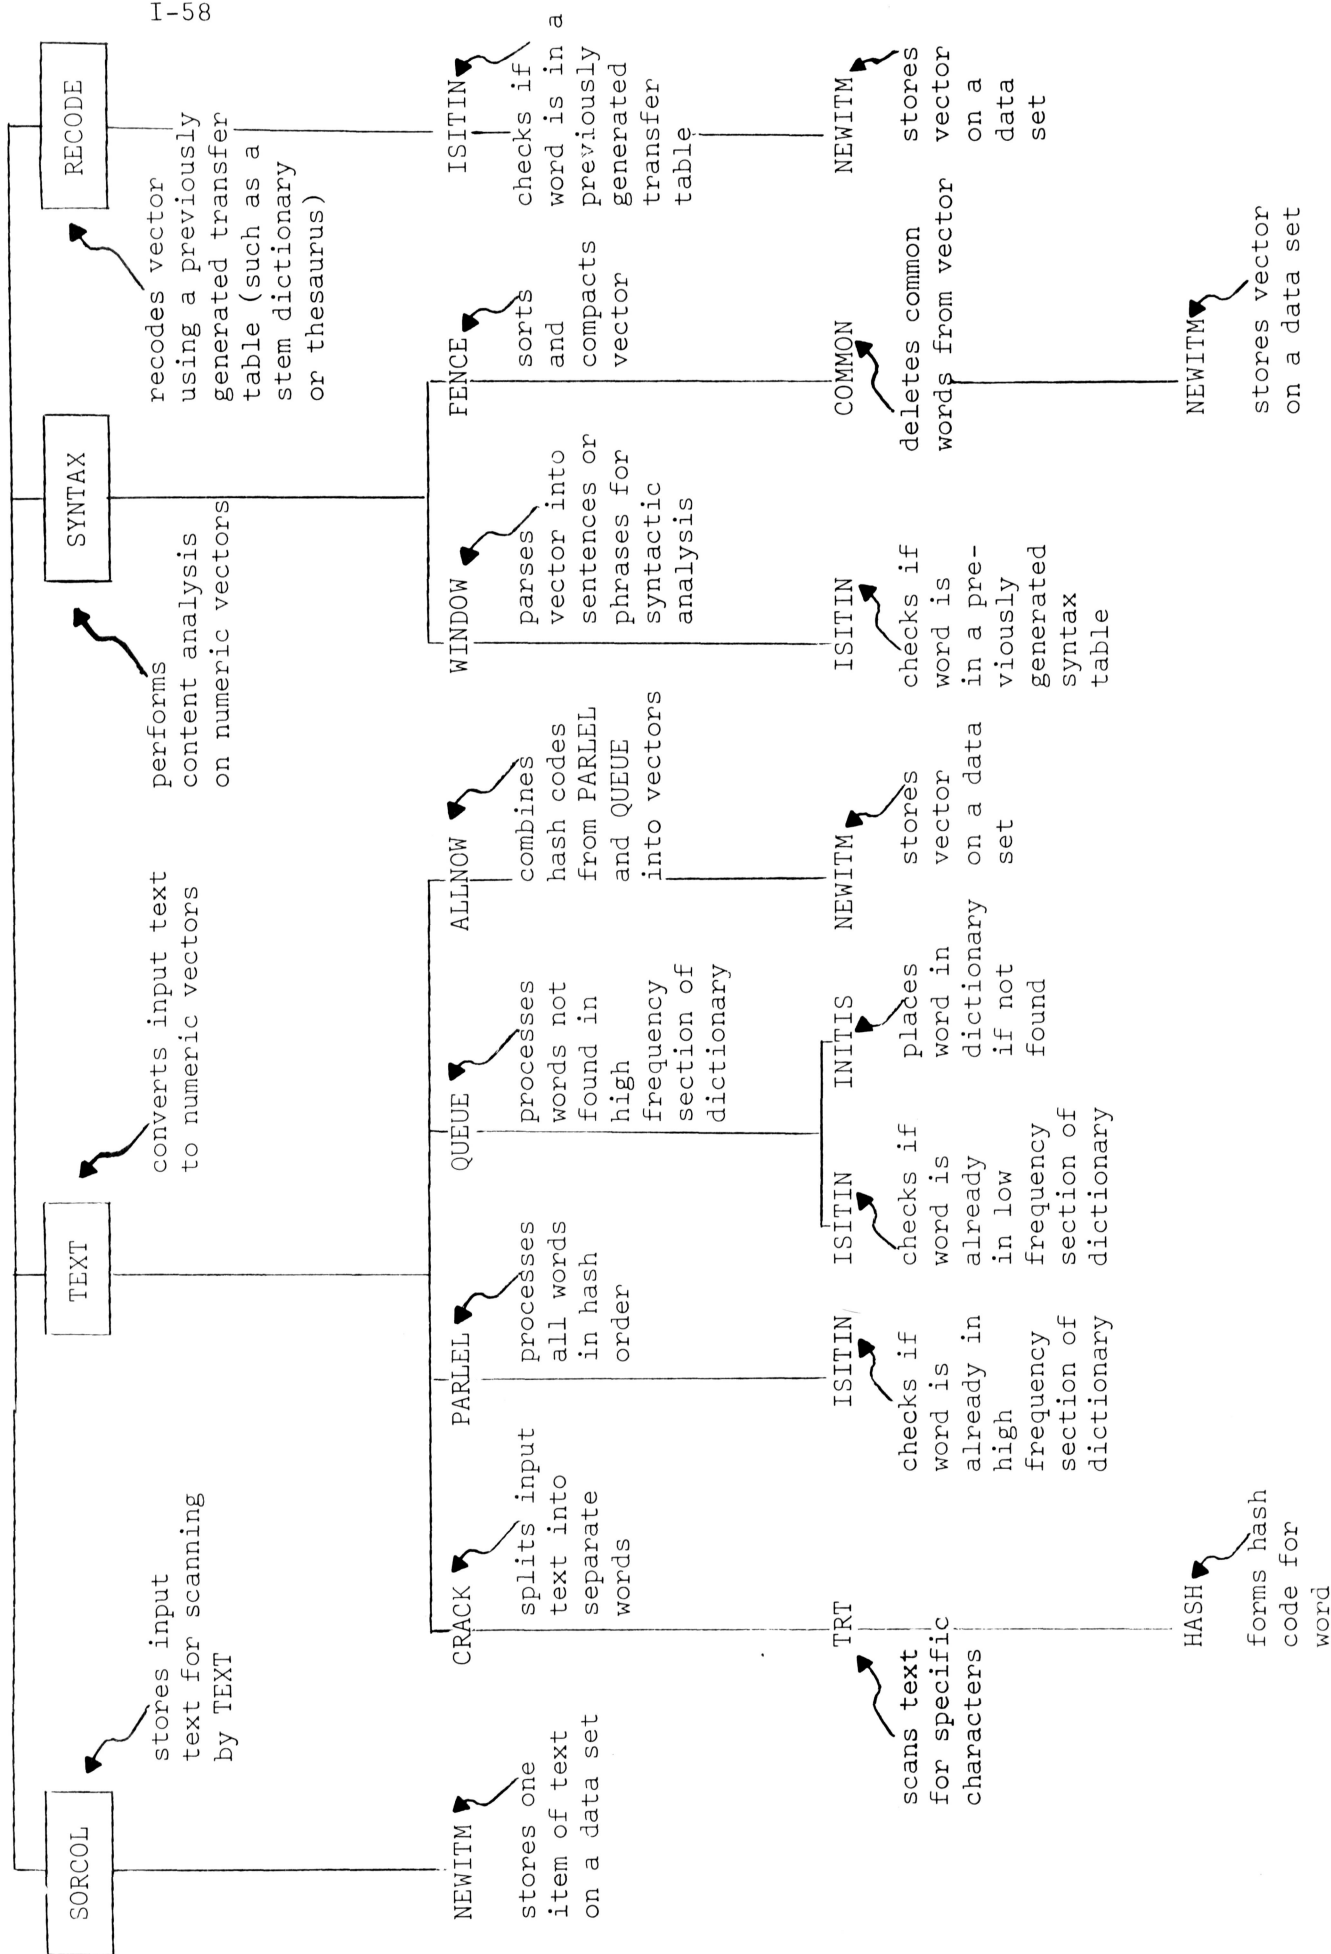 I-58
SORCOL
stores input
text for scanning
by TEXT
NEWITM
stores one
item of text
on a data set
TEXT
converts input text
to numeric vectors
CRACK
splits input
text into
separate
words
TRT
scans text
for specific
characters
HASH
forms hash
code for
word
PARLEL
processes
all words
in hash
order
ISITIN
checks if
word is
already in
high
frequency
section of
dictionary
QUEUE
processes
words not
found in
high
frequency
section of
dictionary
ISITIN
checks if
word is
already
in low
frequency
section of
dictionary
INITIS
places
word in
dictionary
if not
found
ALLNOW
combines
hash codes
from PARLEL
and QUEUE
into vectors
NEWITM
stores
vector
on a data
set
SYNTAX
performs
content analysis
on numeric vectors
WINDOW
parses
vector into
sentences or
phrases for
syntactic
analysis
ISITIN
checks if
word is
in a pre-
viously
generated
syntax
table
FENCE
sorts
and
compacts
vector
COMMON
deletes common
words from vector
NEWITM
stores vector
on a data set
RECODE
recodes vector
using a previously
generated transfer
table (such as a
stem dictionary
or thesaurus)
ISITIN
checks if
word is in a
previously
generated
transfer
table
NEWITM
stores
vector
on a
data
set